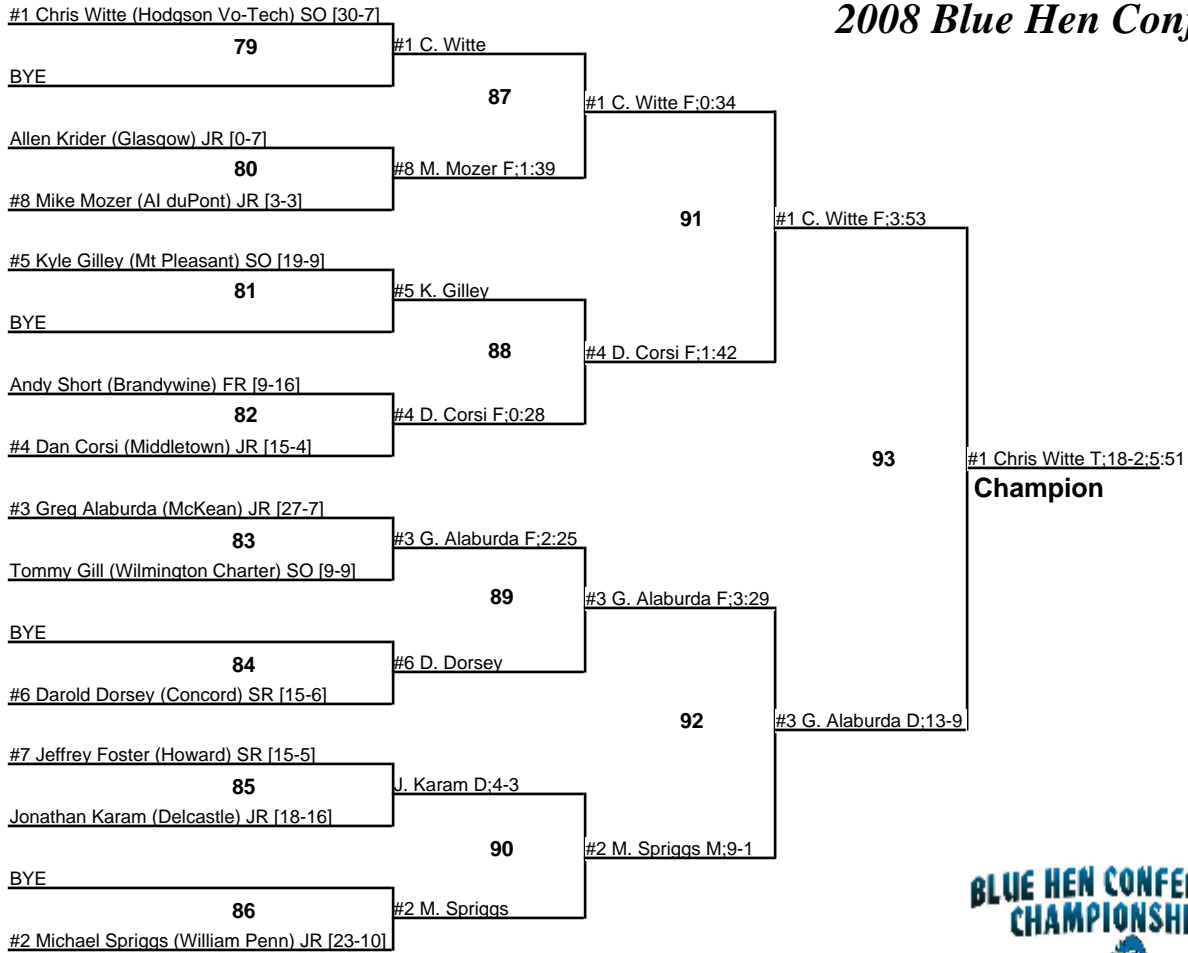 2008 Blue Hen Conf
#1 Chris Witte (Hodgson Vo-Tech) SO [30-7]
79
BYE
#1 C. Witte
87
#1 C. Witte F;0:34
Allen Krider (Glasgow) JR [0-7]
80
#8 Mike Mozer (AI duPont) JR [3-3]
#8 M. Mozer F;1:39
91
#1 C. Witte F;3:53
#5 Kyle Gilley (Mt Pleasant) SO [19-9]
81
BYE
#5 K. Gilley
88
#4 D. Corsi F;1:42
Andy Short (Brandywine) FR [9-16]
82
#4 Dan Corsi (Middletown) JR [15-4]
#4 D. Corsi F;0:28
93
#1 Chris Witte T;18-2;5:51
Champion
#3 Greg Alaburda (McKean) JR [27-7]
83
Tommy Gill (Wilmington Charter) SO [9-9]
#3 G. Alaburda F;2:25
89
#3 G. Alaburda F;3:29
BYE
84
#6 Darold Dorsey (Concord) SR [15-6]
#6 D. Dorsey
92
#3 G. Alaburda D;13-9
#7 Jeffrey Foster (Howard) SR [15-5]
85
Jonathan Karam (Delcastle) JR [18-16]
J. Karam D;4-3
90
#2 M. Spriggs M;9-1
BYE
86
#2 Michael Spriggs (William Penn) JR [23-10]
#2 M. Spriggs
BLUE HEN CONFE
CHAMPIONSH